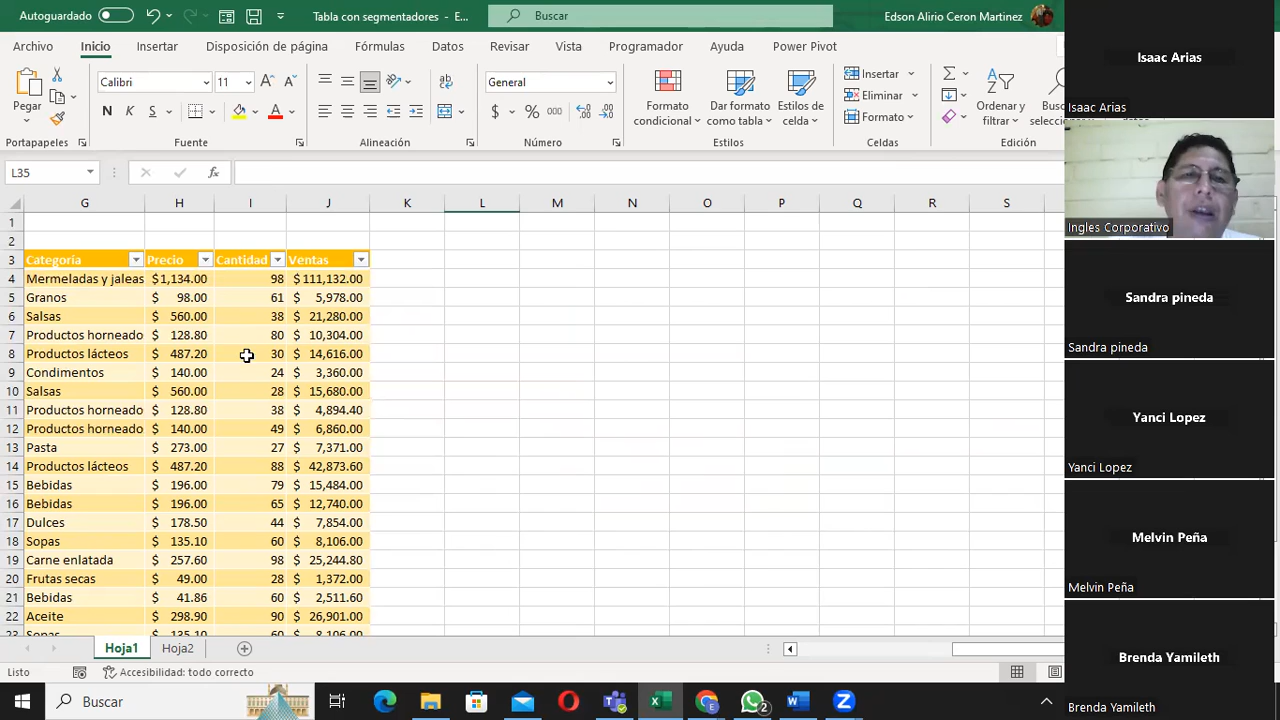 Autoguardado
Tabla con segmentadores - E...
Buscar
Edson Alirio Ceron Martinez
Archivo Inicio Insertar Disposición de página Fórmulas Datos Revisar Vista Programador Ayuda Power Pivot
Pegar
Calibri 11
N K S
General
$ % 000
Formato condicional
Dar formato como tabla
Estilos de celda
Insertar
Eliminar
Formato
Ordenar y filtrar
Portapapeles Fuente Alineación Número Estilos Celdas Edición
L35
fx
G H I J K L M N O P Q R S
1
2
3 Categoría Precio Cantidad Ventas
4 Mermeladas y jaleas $1,134.00 98 $111,132.00
5 Granos $ 98.00 61 $ 5,978.00
6 Salsas $ 560.00 38 $ 21,280.00
7 Productos horneado $ 128.80 80 $ 10,304.00
8 Productos lácteos $ 487.20 30 $ 14,616.00
9 Condimentos $ 140.00 24 $ 3,360.00
10 Salsas $ 560.00 28 $ 15,680.00
11 Productos horneado $ 128.80 38 $ 4,894.40
12 Productos horneado $ 140.00 49 $ 6,860.00
13 Pasta $ 273.00 27 $ 7,371.00
14 Productos lácteos $ 487.20 88 $ 42,873.60
15 Bebidas $ 196.00 79 $ 15,484.00
16 Bebidas $ 196.00 65 $ 12,740.00
17 Dulces $ 178.50 44 $ 7,854.00
18 Sopas $ 135.10 60 $ 8,106.00
19 Carne enlatada $ 257.60 98 $ 25,244.80
20 Frutas secas $ 49.00 28 $ 1,372.00
21 Bebidas $ 41.86 60 $ 2,511.60
22 Aceite $ 298.90 90 $ 26,901.00
23 Sopas $ 135.10 60 $ 8,106.00
Hoja1 Hoja2
Listo
Accesibilidad: todo correcto
Buscar
2
Isaac Arias
Isaac Arias
Ingles Corporativo
Sandra pineda
Sandra pineda
Yanci Lopez
Yanci Lopez
Melvin Peña
Melvin Peña
Brenda Yamileth
Brenda Yamileth